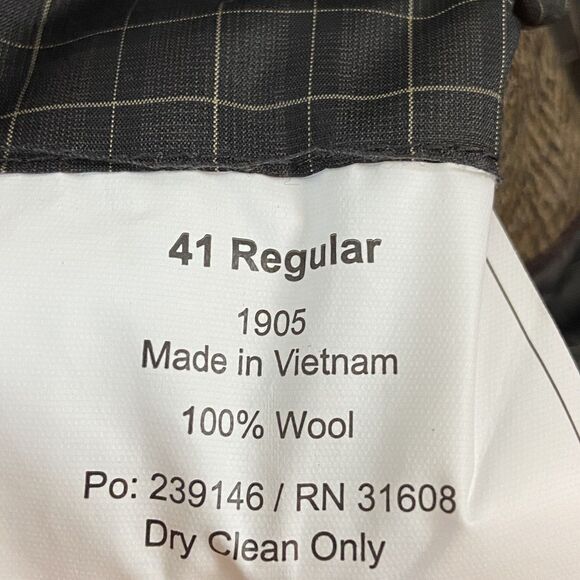 41 Regular
1905
Made in Vietnam
100% Wool
Po: 239146 / RN 31608
Dry Clean Only